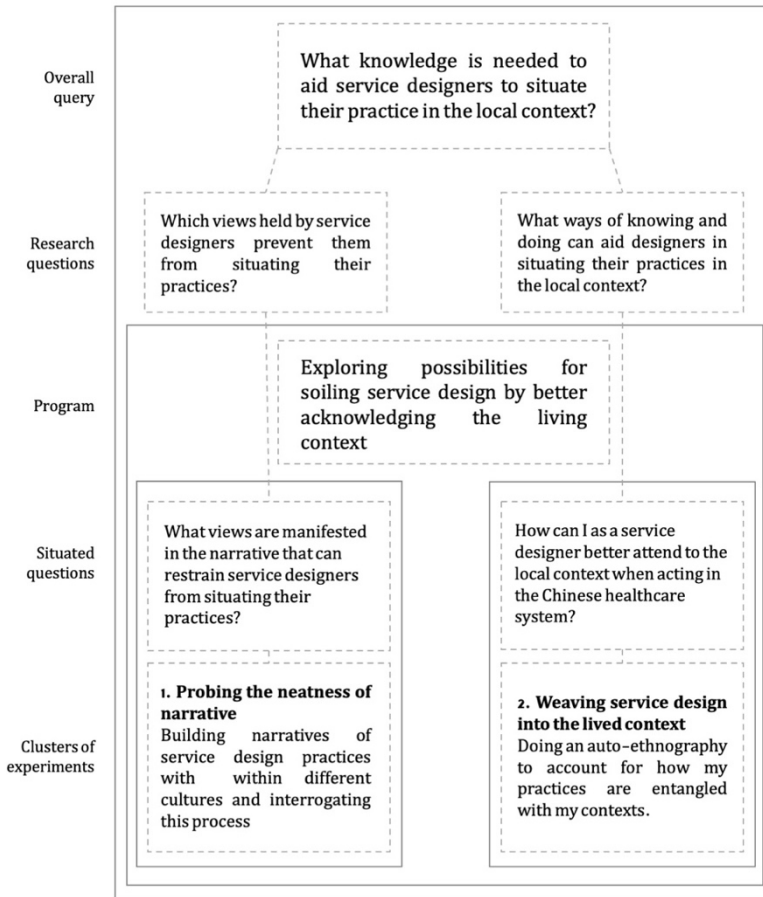 Overall
query
What knowledge is needed to
aid service designers to situate
their practice in the local context?
Research
questions
Which views held by service
designers prevent them
from situating their
practices?
What ways of knowing and
doing can aid designers in
situating their practices in
the local context?
Program
Exploring possibilities for
soiling service design by better
acknowledging the living
context
Situated
questions
What views are manifested
in the narrative that can
restrain service designers
from situating their
practices?
How can I as a service
designer better attend to the
local context when acting in
the Chinese healthcare
system?
Clusters of
experiments
1. Probing the neatness of
narrative
Building narratives of
service design practices
with within different
cultures and interrogating
this process
2. Weaving service design
into the lived context
Doing an auto-ethnography
to account for how my
practices are entangled
with my contexts.